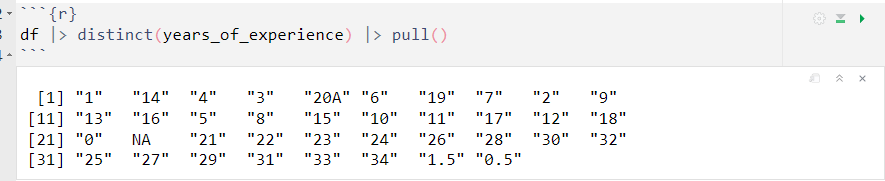 ```{r}
df |> distinct(years_of_experience) |> pull()
```
[1] "1" "14" "4" "3" "20A" "6" "19" "7" "2" "9"
[11] "13" "16" "5" "8" "15" "10" "11" "17" "12" "18"
[21] "0" NA "21" "22" "23" "24" "26" "28" "30" "32"
[31] "25" "27" "29" "31" "33" "34" "1.5" "0.5"